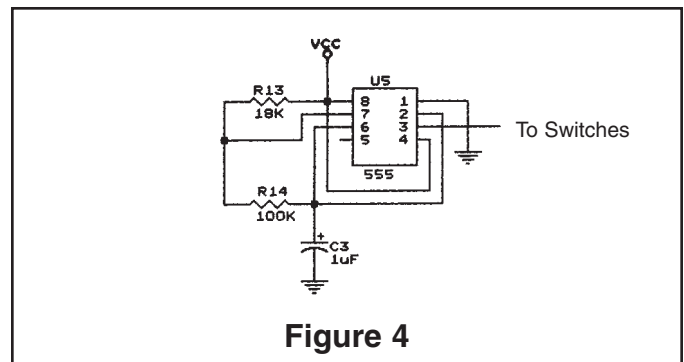 VCC
U5
R13
18K
8 1
7 2
6 3
5 4
To Switches
555
R14
100K
+
C3
1uF
Figure 4